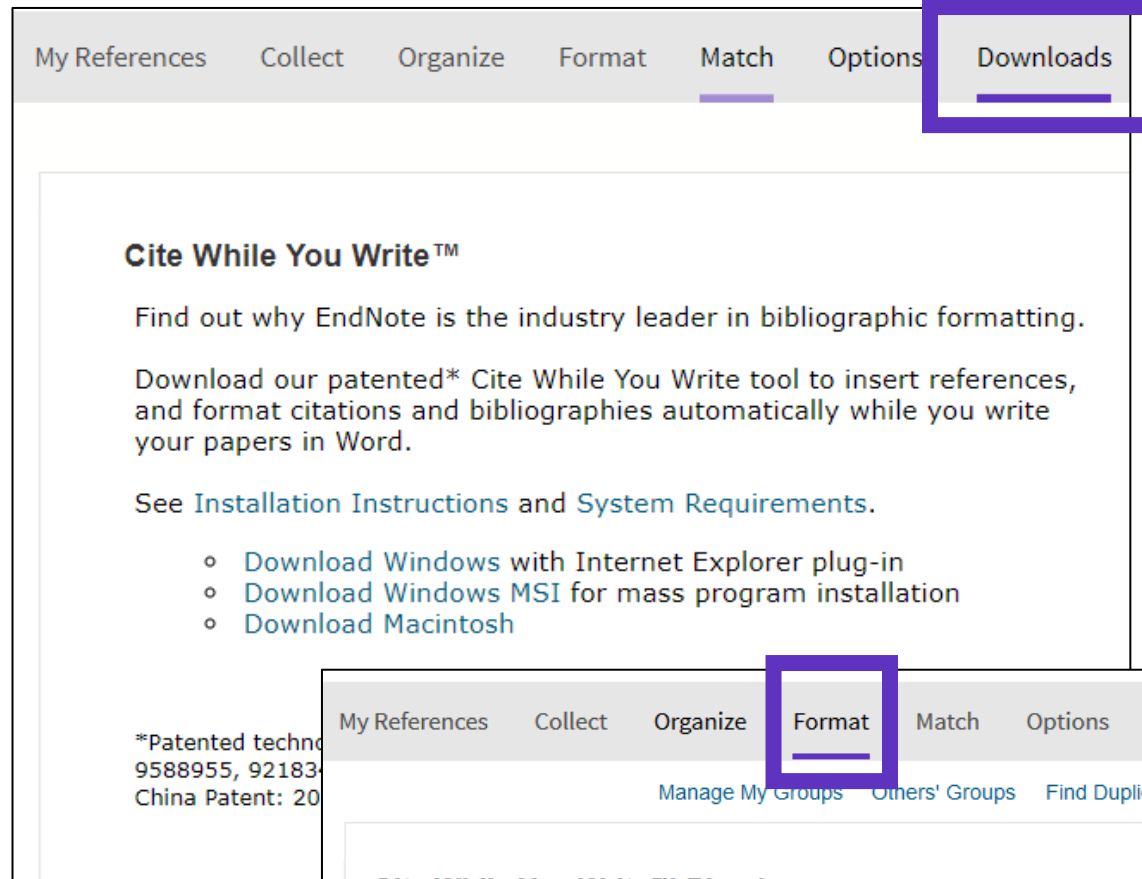 My References Collect Organize Format Match Options Downloads
Cite While You Write™
Find out why EndNote is the industry leader in bibliographic formatting.
Download our patented* Cite While You Write tool to insert references,
and format citations and bibliographies automatically while you write
your papers in Word.
See Installation Instructions and System Requirements.
Download Windows with Internet Explorer plug-in
Download Windows MSI for mass program installation
Download Macintosh
*Patented
9588955,
China Patent:
My References Collect Organize Format Match Options
Manage My Groups Others' Groups Find